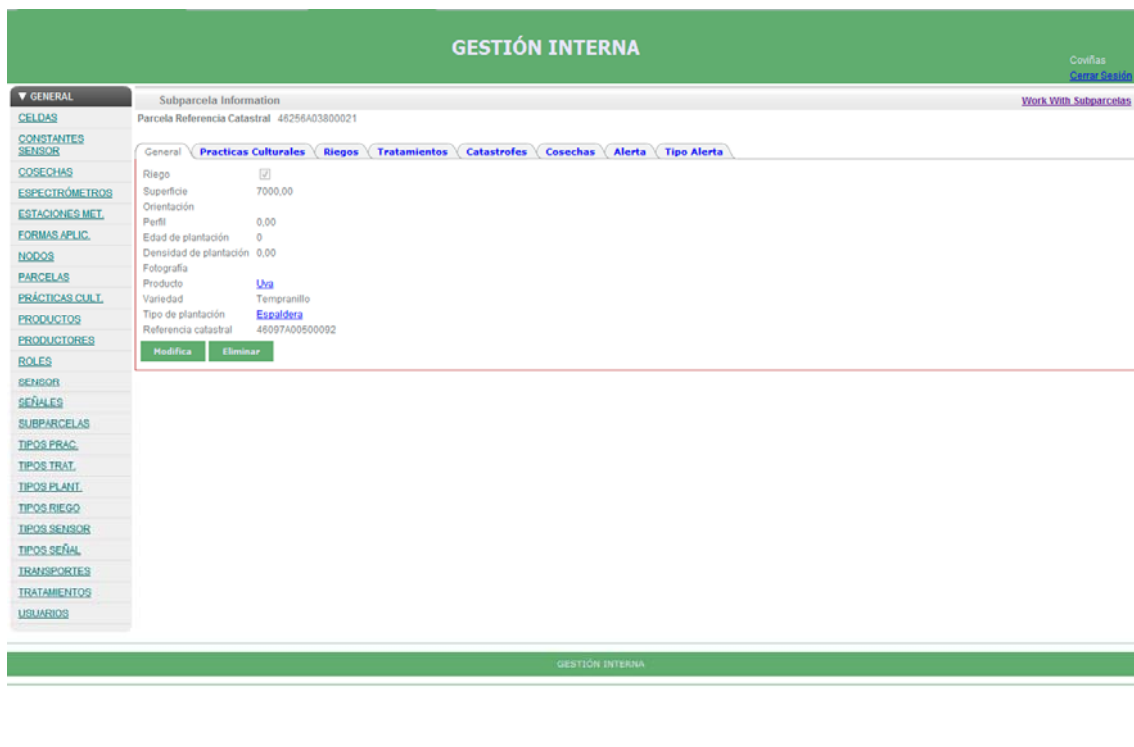 GESTIÓN INTERNA
Coviñas
Cerrar Sesión
▼ GENERAL
CELDAS
CONSTANTES
SENSOR
COSECHAS
ESPECTRÓMETROS
ESTACIONES MET.
FORMAS APLIC.
NODOS
PARCELAS
PRÁCTICAS CULT.
PRODUCTOS
PRODUCTORES
ROLES
SENSOR
SEÑALES
SUBPARCELAS
TIPOS PRAC.
TIPOS TRAT.
TIPOS PLANT.
TIPOS RIEGO
TIPOS SENSOR
TIPOS SEÑAL
TRANSPORTES
TRATAMIENTOS
USUARIOS
Subparcela Information
Work With Subparcelas
Parcela Referencia Catastral 46256A03800021
General Practicas Culturales Riegos Tratamientos Catastrofes Cosechas Alerta Tipo Alerta
Riego
Superficie 7000,00
Orientación
Perfil 0,00
Edad de plantación 0
Densidad de plantación 0,00
Fotografía
Producto Uva
Variedad Tempranillo
Tipo de plantación Espaldera
Referencia catastral 46097A00500092
Modifica Eliminar
GESTIÓN INTERNA